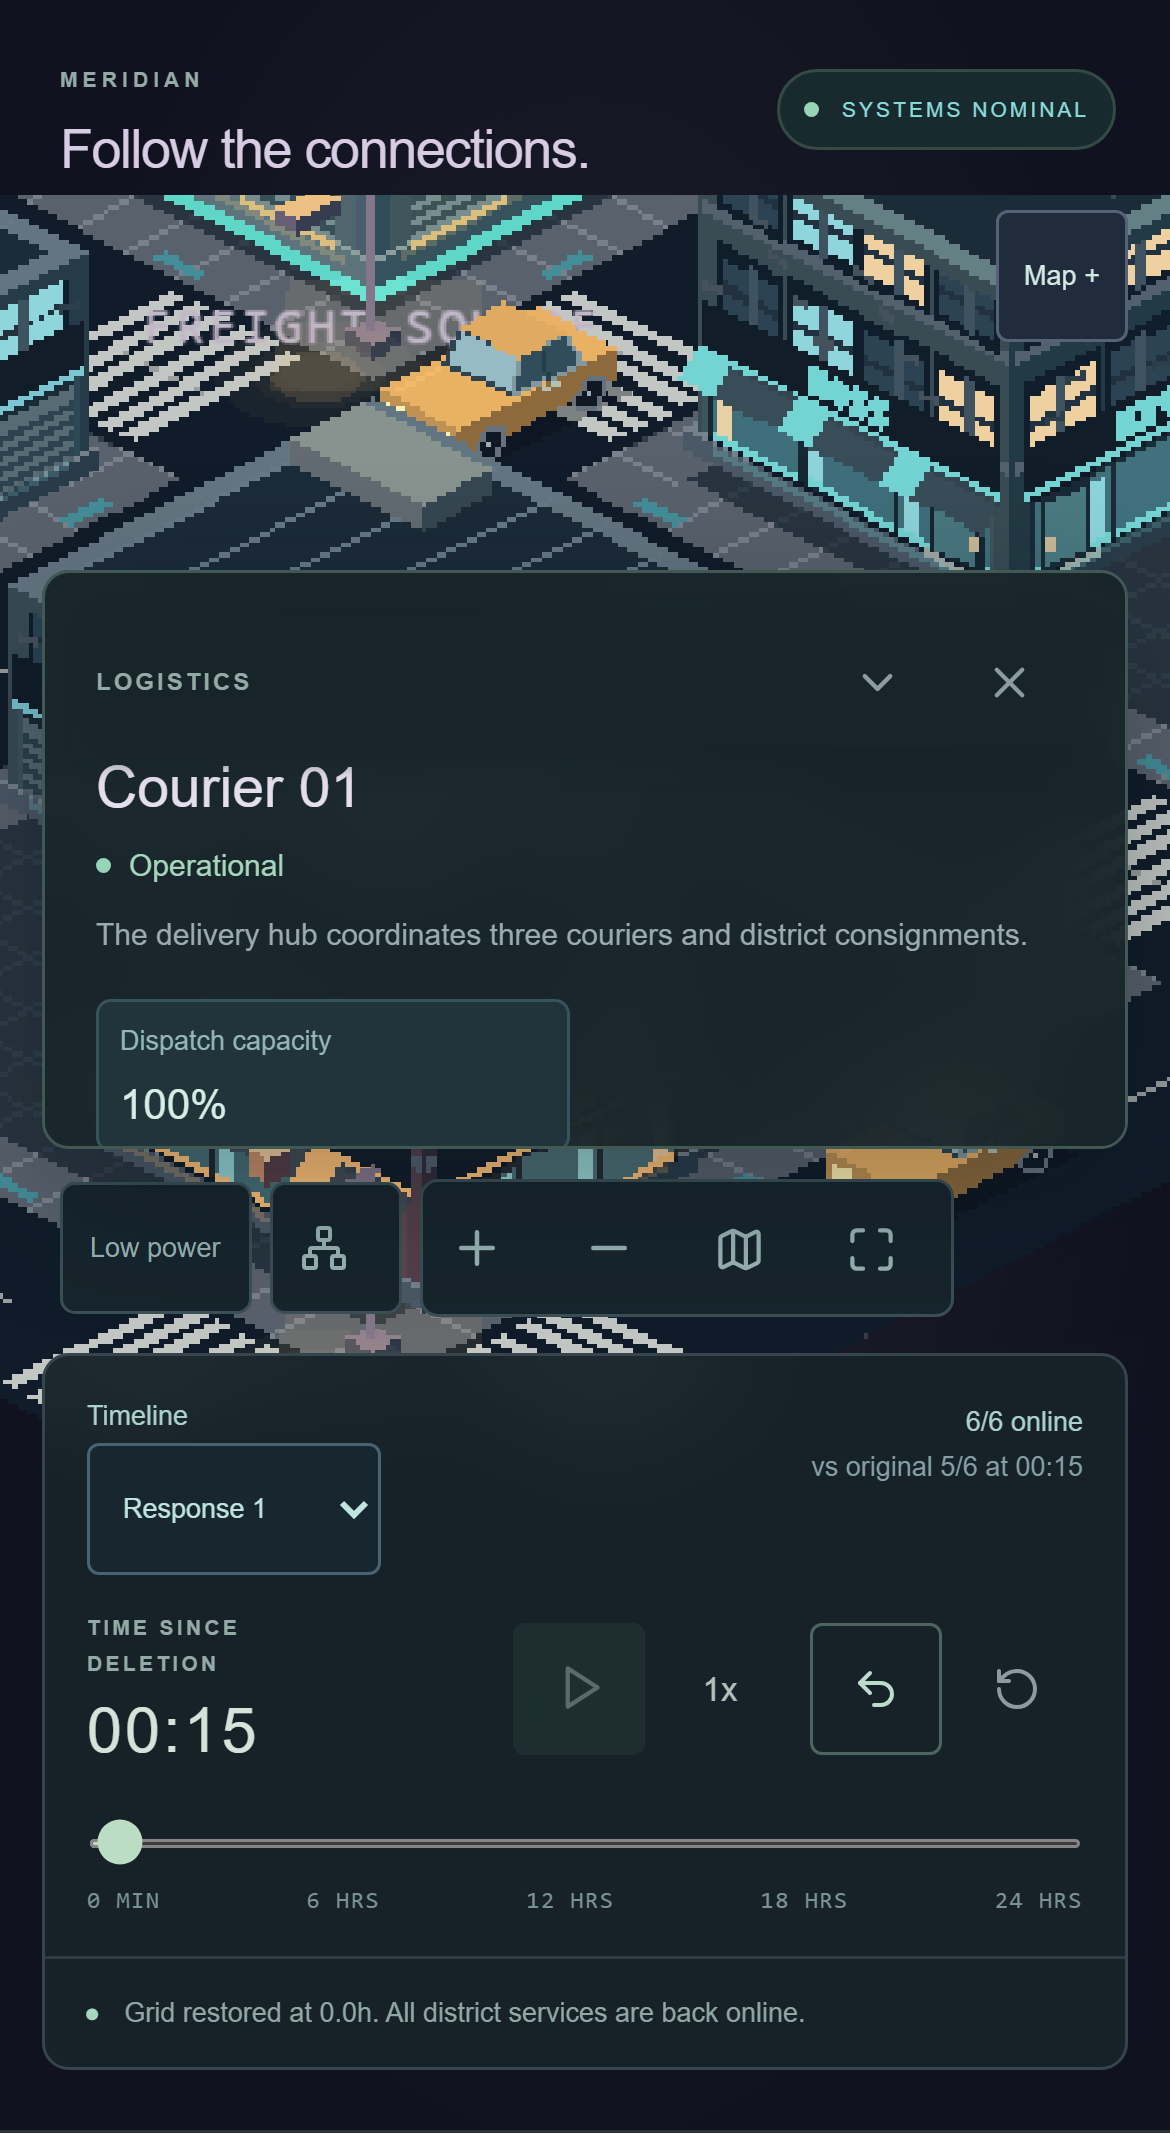 MERIDIAN
Follow the connections.
SYSTEMS NOMINAL
Map +
FREIGHT
LOGISTICS
Courier 01
Operational
The delivery hub coordinates three couriers and district consignments.
Dispatch capacity
100%
Low power
Timeline
6/6 online
Response 1
vs original 5/6 at 00:15
TIME SINCE
DELETION
00:15
1x
0 MIN 6 HRS 12 HRS 18 HRS 24 HRS
Grid restored at 0.0h. All district services are back online.